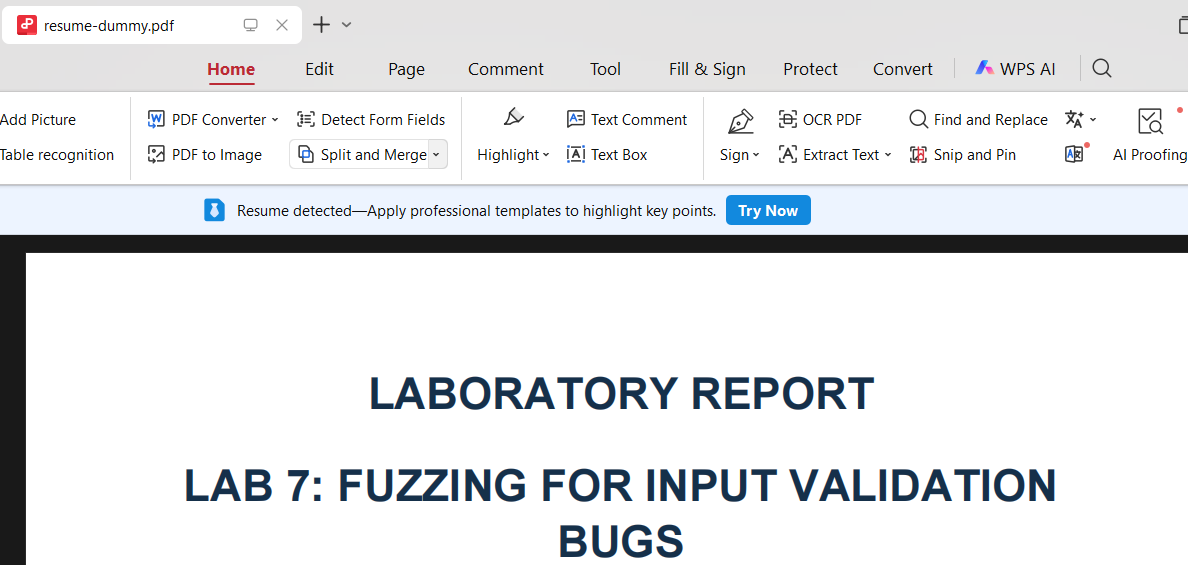 resume-dummy.pdf
Home Edit Page Comment Tool Fill & Sign Protect Convert WPS AI
Add Picture PDF Converter Detect Form Fields Text Comment OCR PDF Find and Replace
Table recognition PDF to Image Split and Merge Highlight Text Box Sign Extract Text Snip and Pin AI Proofing
Resume detected—Apply professional templates to highlight key points. Try Now
LABORATORY REPORT
LAB 7: FUZZING FOR INPUT VALIDATION
BUGS